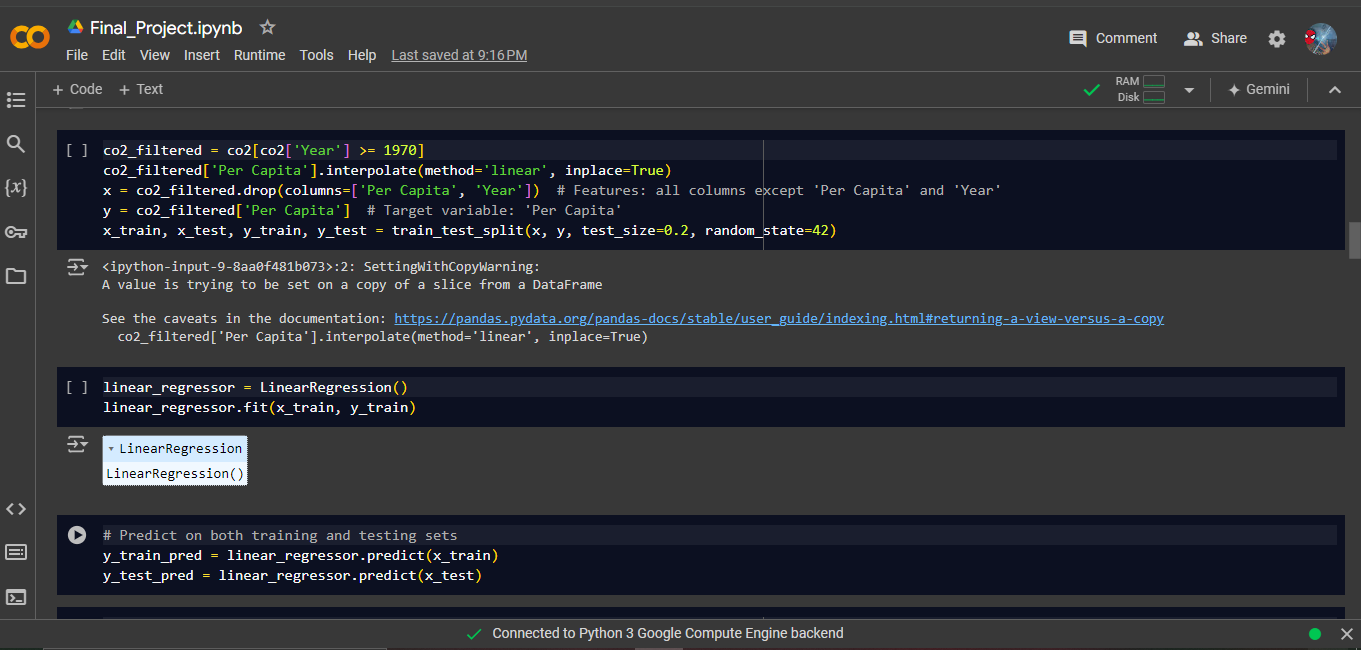 Final_Project.ipynb
File Edit View Insert Runtime Tools Help Last saved at 9:16 PM
Comment Share
+ Code + Text
RAM
Disk
Gemini
[ ] co2_filtered = co2[co2['Year'] >= 1970]
co2_filtered['Per Capita'].interpolate(method='linear', inplace=True)
x = co2_filtered.drop(columns=['Per Capita', 'Year'])  # Features: all columns except 'Per Capita' and 'Year'
y = co2_filtered['Per Capita']  # Target variable: 'Per Capita'
x_train, x_test, y_train, y_test = train_test_split(x, y, test_size=0.2, random_state=42)
<ipython-input-9-8aa0f481b073>:2: SettingWithCopyWarning:
A value is trying to be set on a copy of a slice from a DataFrame
See the caveats in the documentation: https://pandas.pydata.org/pandas-docs/stable/user_guide/indexing.html#returning-a-view-versus-a-copy
co2_filtered['Per Capita'].interpolate(method='linear', inplace=True)
[ ] linear_regressor = LinearRegression()
linear_regressor.fit(x_train, y_train)
LinearRegression
LinearRegression()
# Predict on both training and testing sets
y_train_pred = linear_regressor.predict(x_train)
y_test_pred = linear_regressor.predict(x_test)
{x}
Connected to Python 3 Google Compute Engine backend